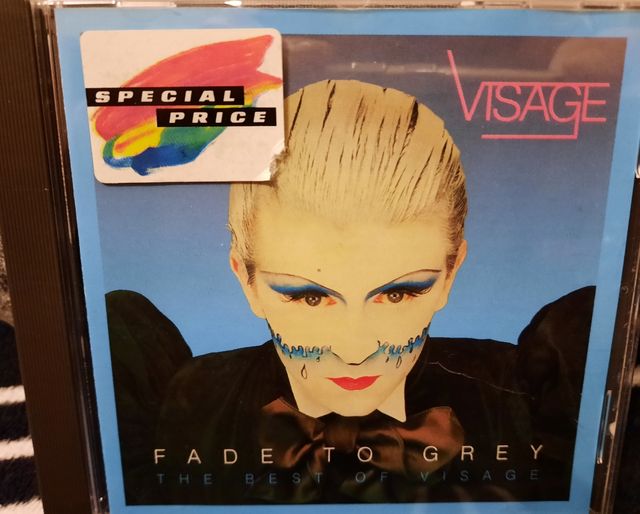 SPECIAL
PRICE
VISAGE
FADE TO GREY
THE BEST OF VISAGE